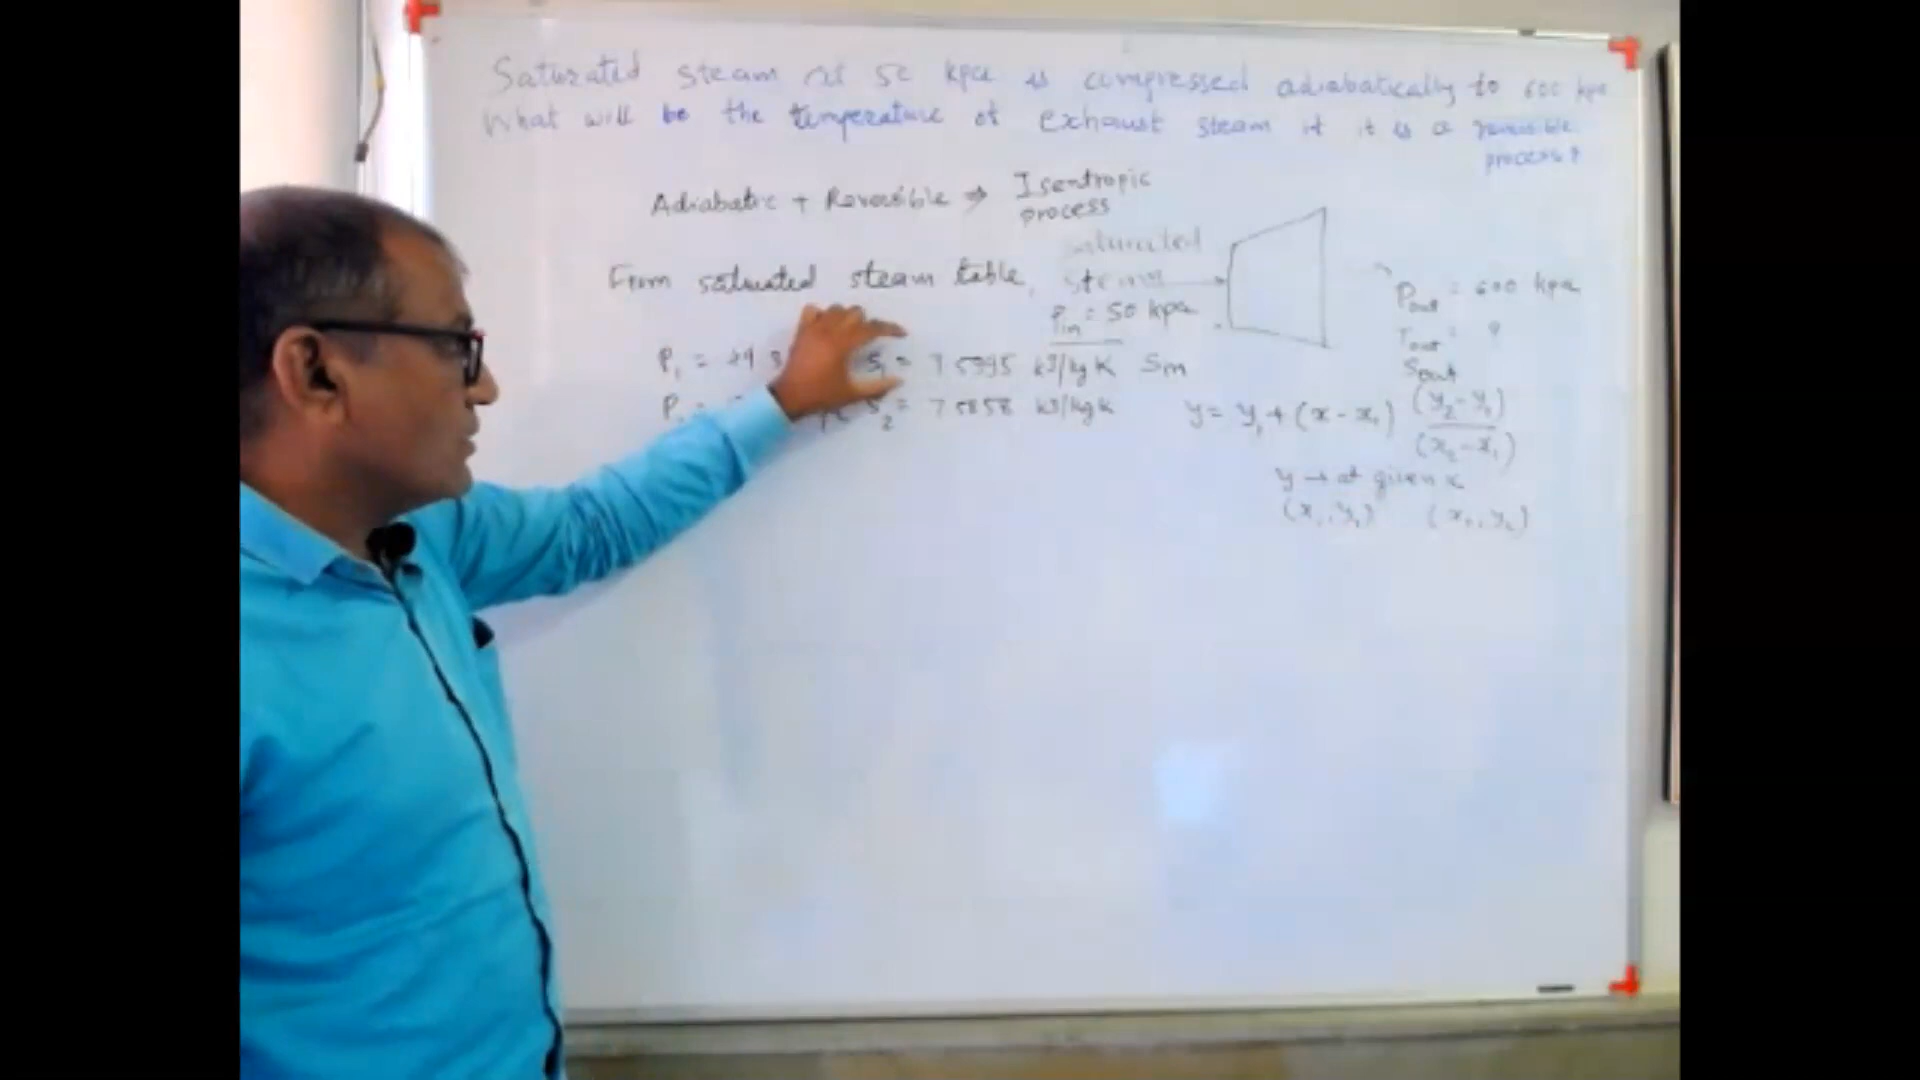 Saturated steam at 50 kpa is compressed adiabatically to 600 kpa
What will be the temperature of exhaust steam if it is a reversible
process?
Adiabatic + Reversible ⇒ Isentropic
process
saturated
From saturated steam table, steam
Pin = 50 kpa
Pout = 600 kpa
Tout = ?
Sout
P1 = S1 = 7.5995 kJ/kg K Sin
S2 = 7.5858 kJ/kg K
y = y1 + (x - x1) (y2 - y1)
(x2 - x1)
y → at given x
(x1, y1) (x2, y2)